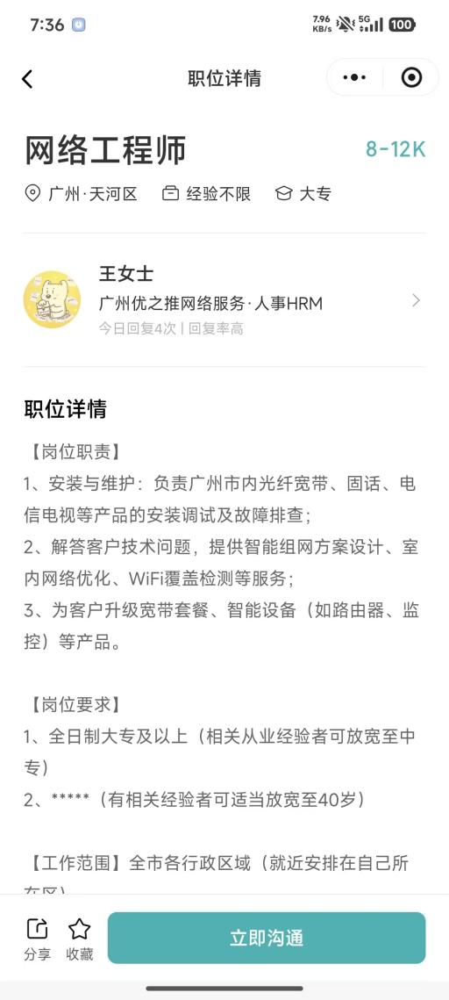 7:36
7.96 KB/s 5G 100
职位详情
网络工程师 8-12K
广州·天河区 经验不限 大专
王女士
广州优之推网络服务·人事HRM
今日回复4次 | 回复率高
职位详情
【岗位职责】
1、安装与维护：负责广州市内光纤宽带、固话、电
信电视等产品的安装调试及故障排查；
2、解答客户技术问题，提供智能组网方案设计、室
内网络优化、WiFi覆盖检测等服务；
3、为客户升级宽带套餐、智能设备（如路由器、监
控）等产品。
【岗位要求】
1、全日制大专及以上（相关从业经验者可放宽至中
专）
2、*****（有相关经验者可适当放宽至40岁）
【工作范围】全市各行政区域（就近安排在自己所
在区）
分享 收藏 立即沟通